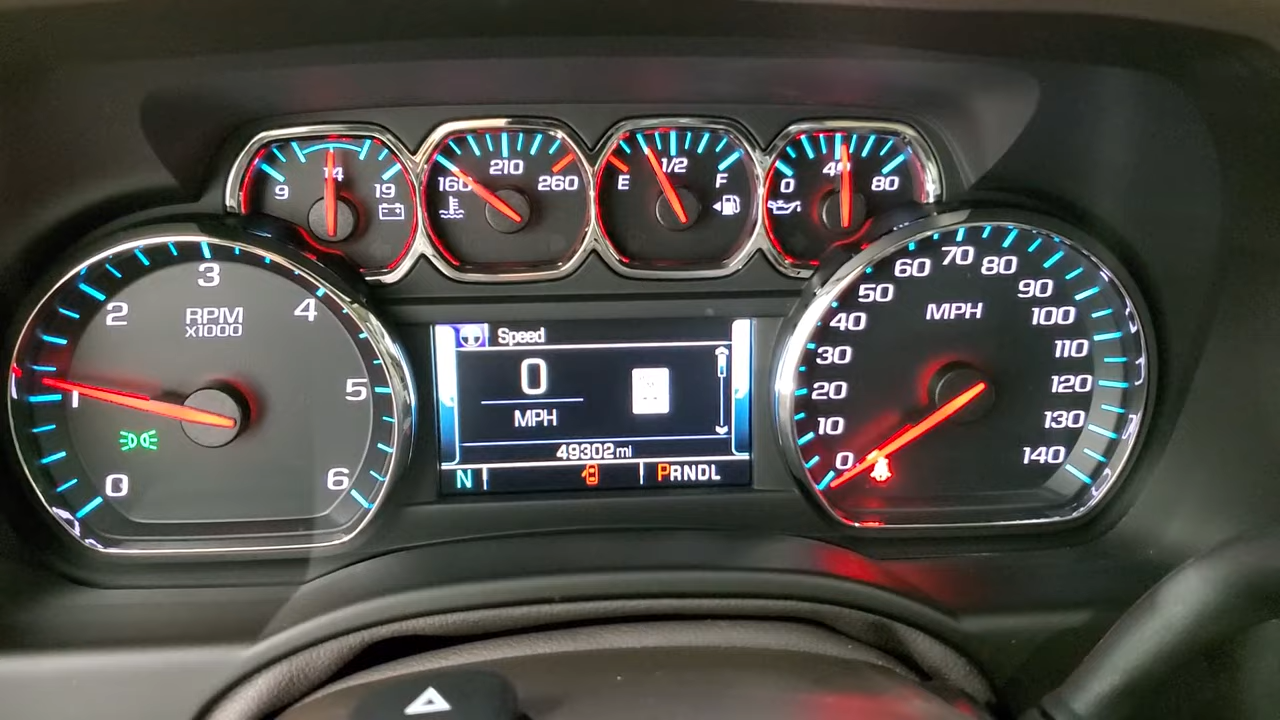 9 14 19
160 210 260
E 1/2 F
0 40 80
0 1 2 3 4 5 6
RPM
X1000
Speed
0
MPH
49302 mi
N PRNDL
0 10 20 30 40 50 60 70 80 90 100 110 120 130 140
MPH